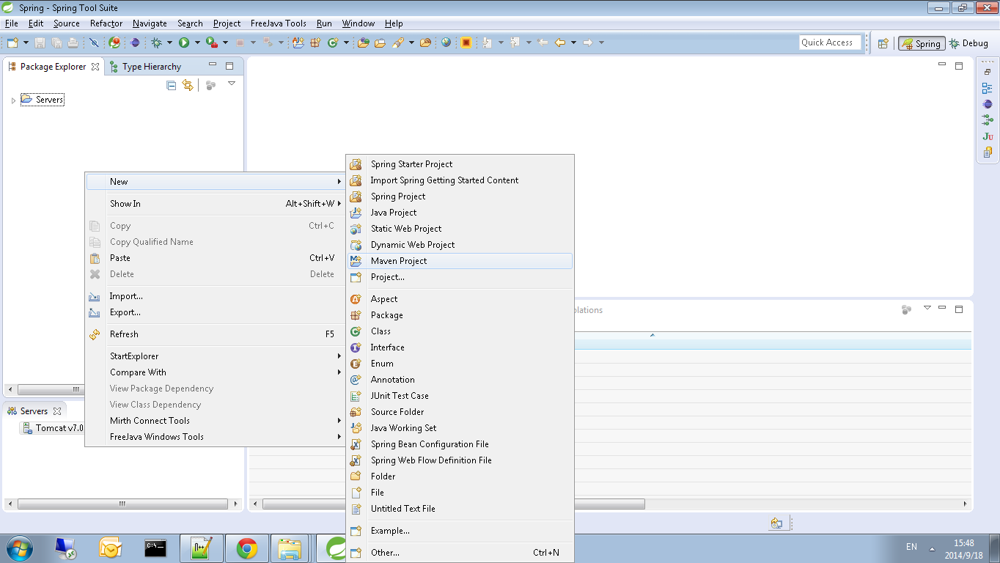 Spring - Spring Tool Suite
File Edit Source Refactor Navigate Search Project FreeJava Tools Run Window Help
Quick Access Spring Debug
Package Explorer Type Hierarchy
Servers
New
Show In Alt+Shift+W
Copy Ctrl+C
Copy Qualified Name
Paste Ctrl+V
Delete Delete
Import...
Export...
Refresh F5
StartExplorer
Compare With
View Package Dependency
View Class Dependency
Mirth Connect Tools
FreeJava Windows Tools
Spring Starter Project
Import Spring Getting Started Content
Spring Project
Java Project
Static Web Project
Dynamic Web Project
Maven Project
Project...
Aspect
Package
Class
Interface
Enum
Annotation
JUnit Test Case
Source Folder
Java Working Set
Spring Bean Configuration File
Spring Web Flow Definition File
Folder
File
Untitled Text File
Example...
Other... Ctrl+N
Servers
Tomcat v7.0
EN
15:48
2014/9/18